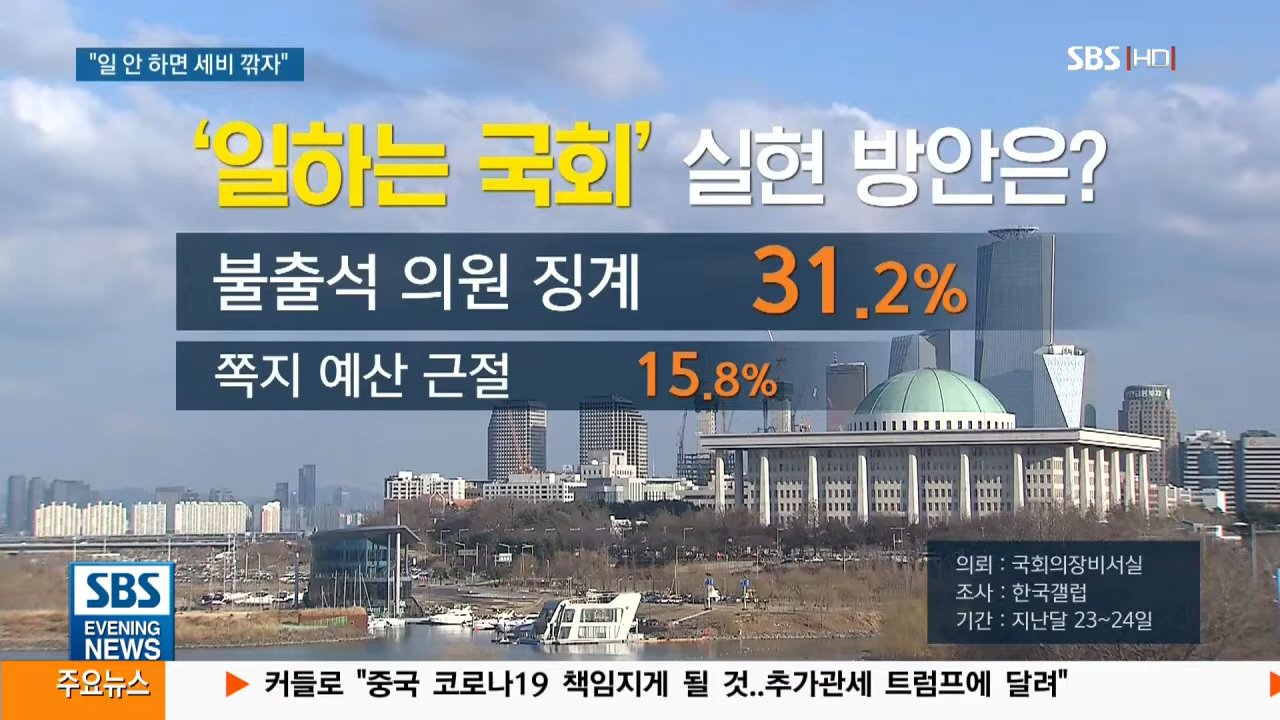 "일 안 하면 세비 깎자"
SBS HD
'일하는 국회' 실현 방안은?
불출석 의원 징계 31.2%
쪽지 예산 근절 15.8%
의뢰 : 국회의장비서실
조사 : 한국갤럽
기간 : 지난달 23~24일
SBS
EVENING
NEWS
주요뉴스 ▶ 커들로 "중국 코로나19 책임지게 될 것..추가관세 트럼프에 달려"